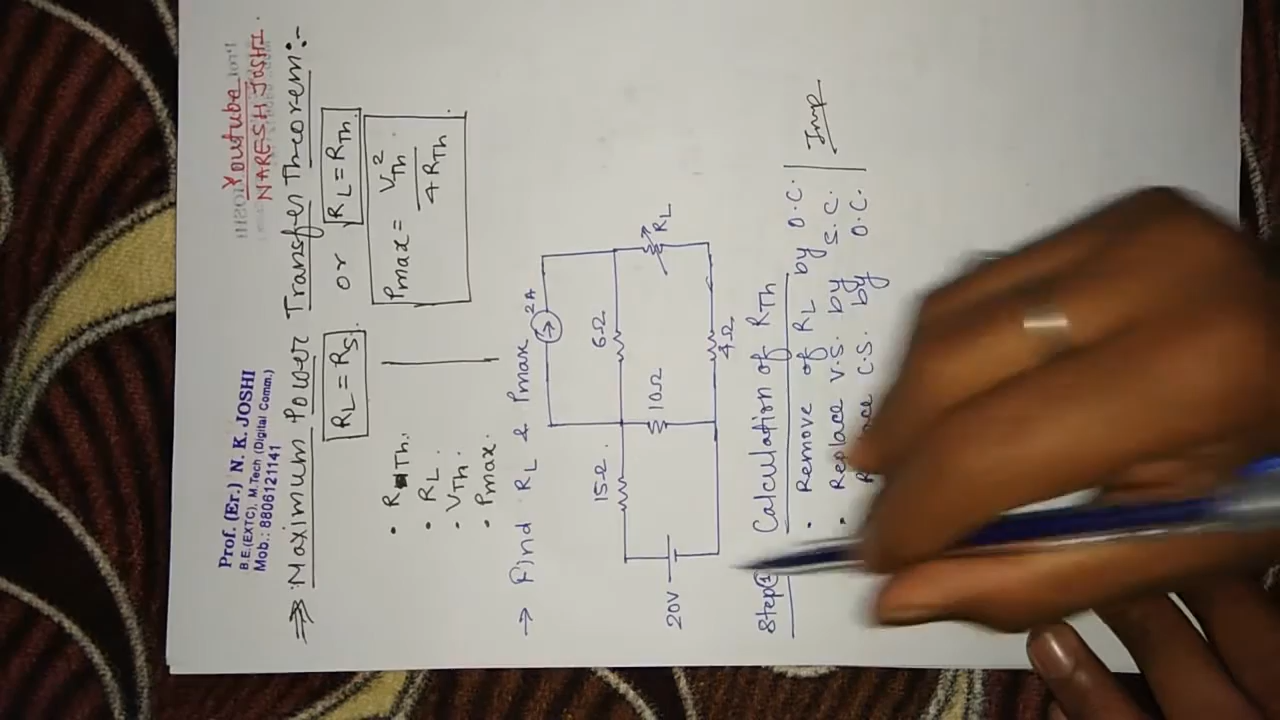 Prof. (Er.) N. K. JOSHI
B.E.(EXTC), M.Tech (Digital Comm.)
Mob.: 8806121141
Youtube
NARESH JOSHI
⇒ Maximum Power Transfer Theorem:-
RL = RS. or RL = RTh.
• RTh.
• RL.
• VTh.
• Pmax.
Pmax = VTh² / 4RTh
→ Find RL & Pmax
2A
15Ω 6Ω
10Ω RL
20V
4Ω
Step① Calculation of RTh
• Remove of RL by O.C.
• Replace V.S. by S.C.
C.S. by O.C.
Imp